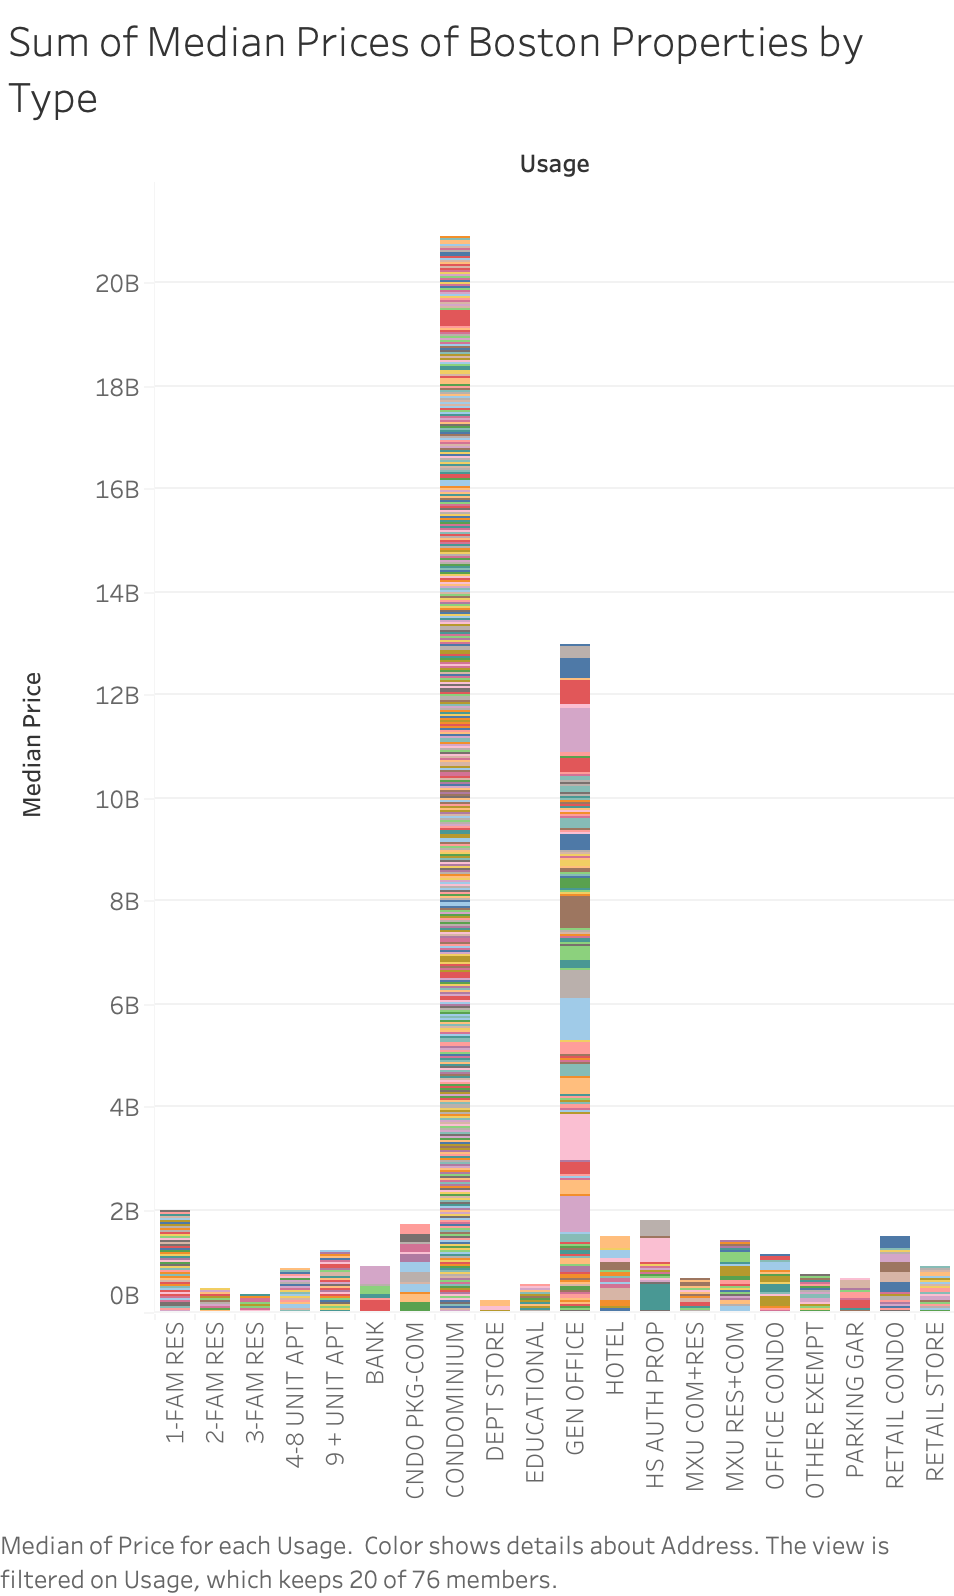 Sum of Median Prices of Boston Properties by
Type
Usage
20B
18B
16B
14B
12B
10B
8B
6B
4B
2B
0B
Median Price
1-FAM RES
2-FAM RES
3-FAM RES
4-8 UNIT APT
9 + UNIT APT
BANK
CNDO PKG-COM
CONDOMINIUM
DEPT STORE
EDUCATIONAL
GEN OFFICE
HOTEL
HS AUTH PROP
MXU COM+RES
MXU RES+COM
OFFICE CONDO
OTHER EXEMPT
PARKING GAR
RETAIL CONDO
RETAIL STORE
Median of Price for each Usage.  Color shows details about Address. The view is
filtered on Usage, which keeps 20 of 76 members.